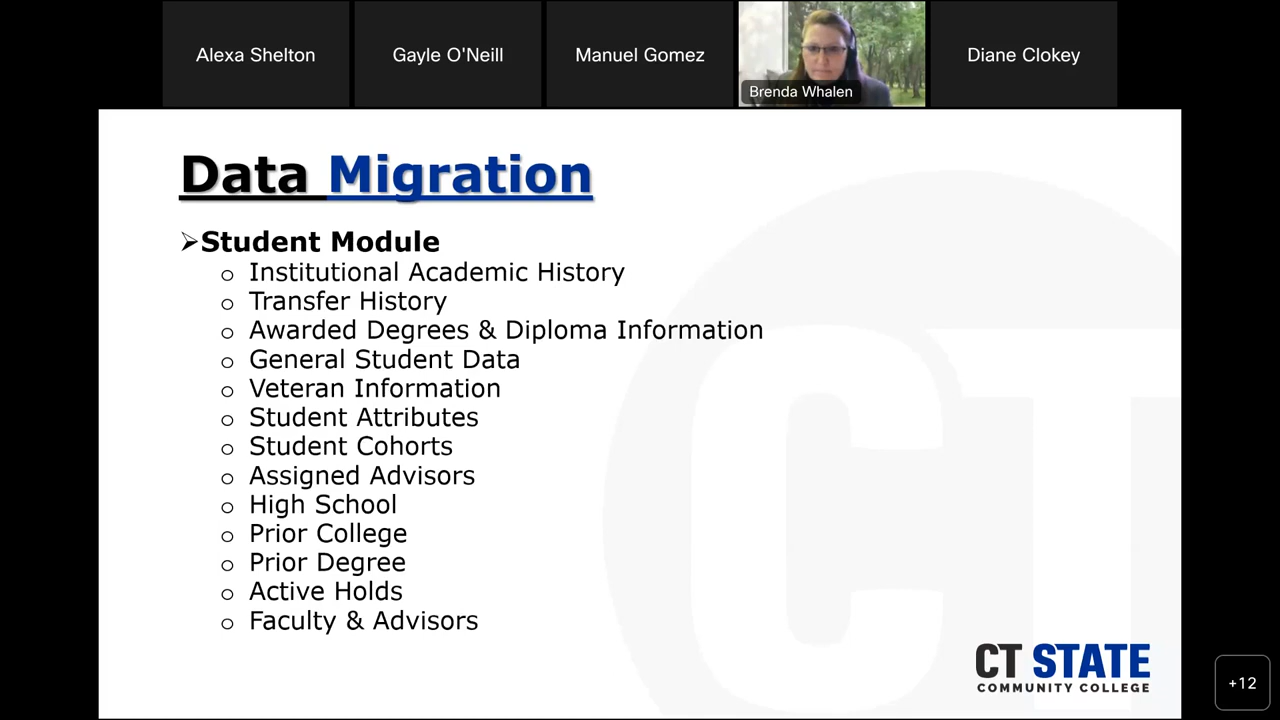 Alexa Shelton
Gayle O'Neill
Manuel Gomez
Brenda Whalen
Diane Clokey
Data Migration
Student Module
Institutional Academic History
Transfer History
Awarded Degrees & Diploma Information
General Student Data
Veteran Information
Student Attributes
Student Cohorts
Assigned Advisors
High School
Prior College
Prior Degree
Active Holds
Faculty & Advisors
CT
CT STATE
COMMUNITY COLLEGE
+12